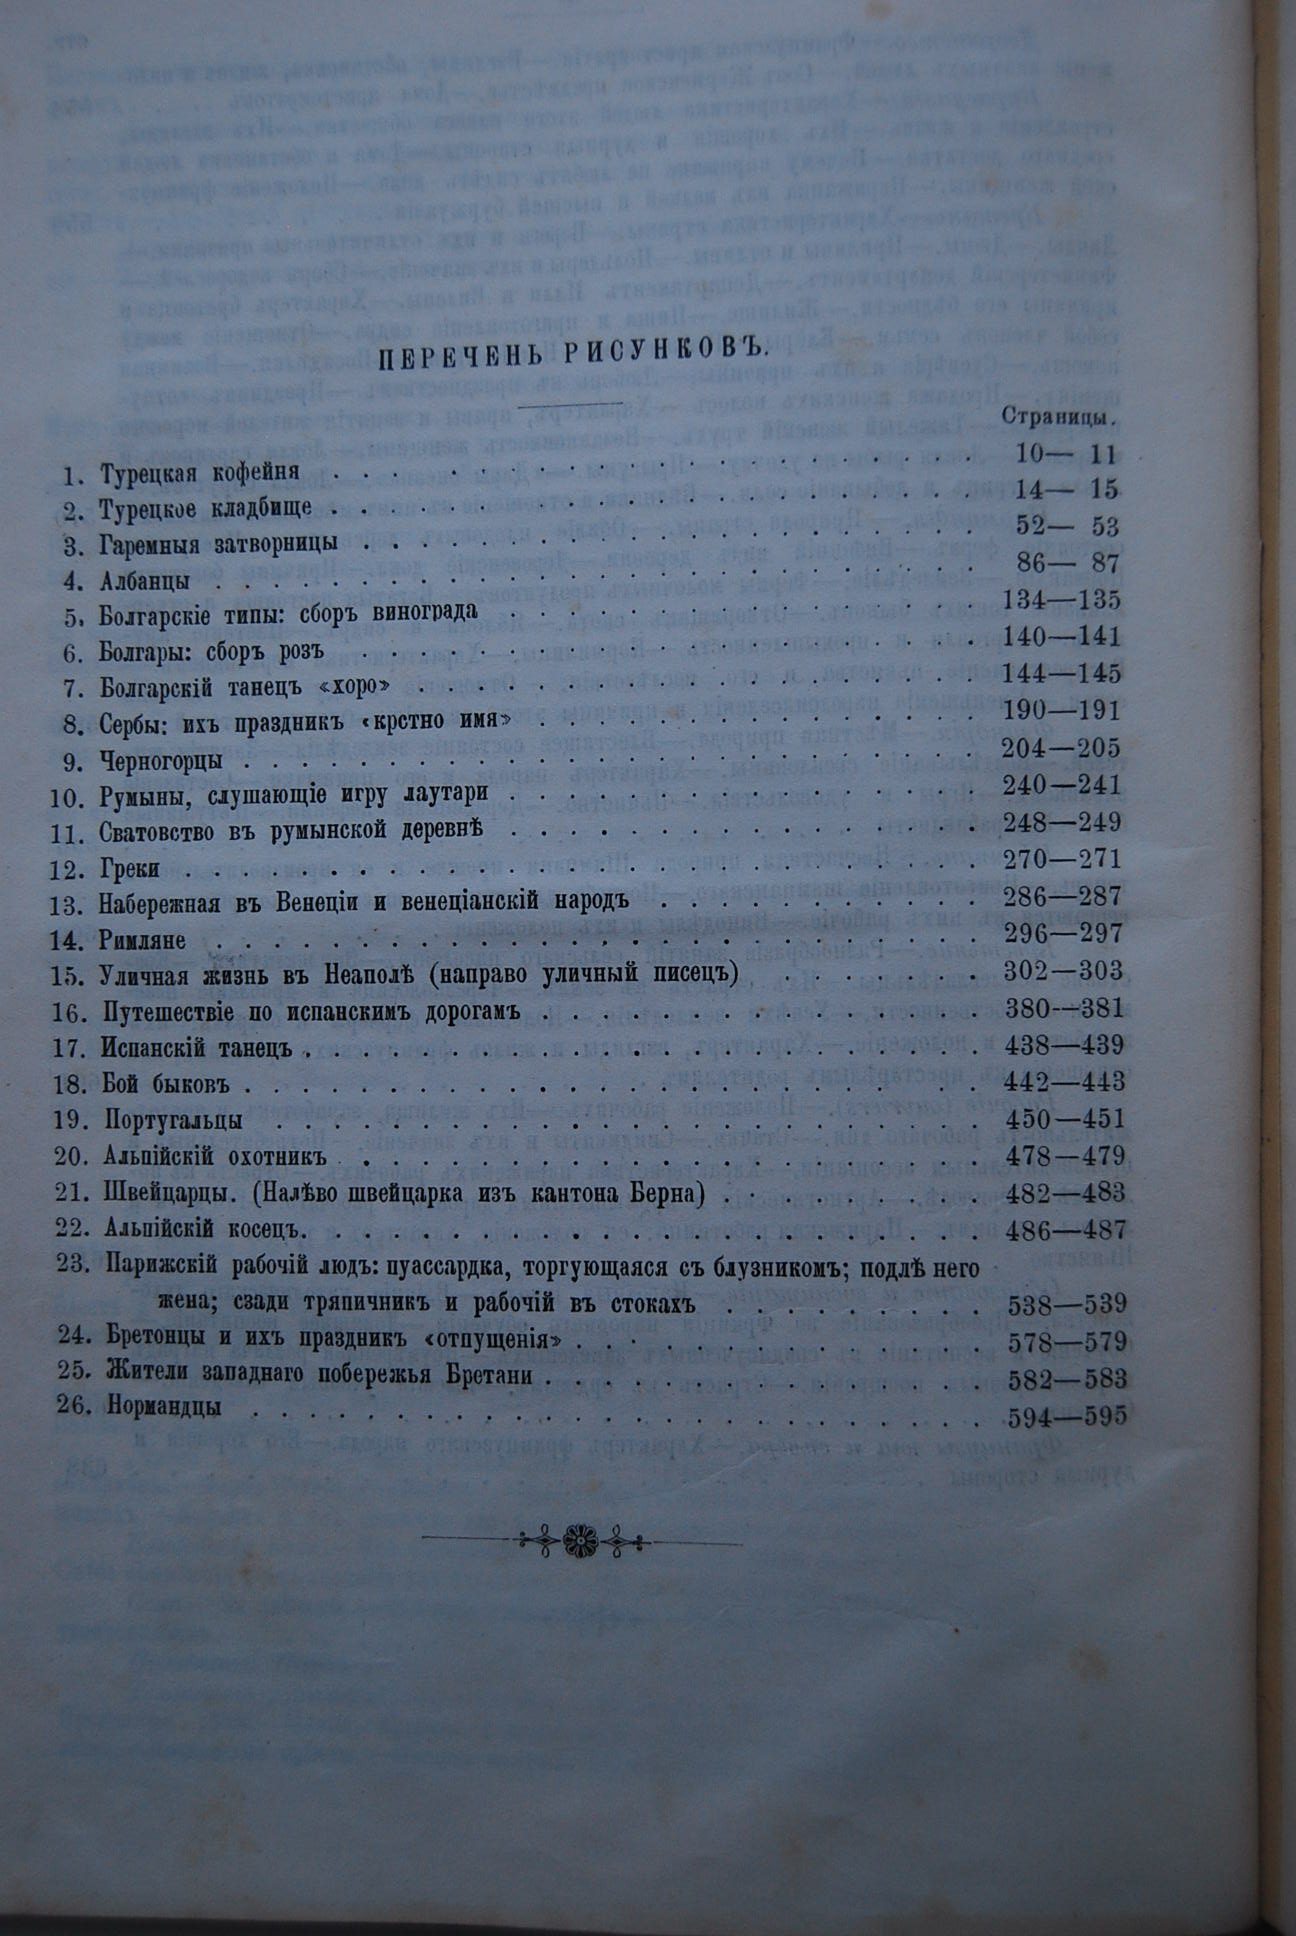 ПЕРЕЧЕНЬ РИСУНКОВЪ.
Страницы.
1. Турецкая кофейня . . . . . . . . . . . . . . . . . . 10— 11
2. Турецкое кладбище . . . . . . . . . . . . . . . . . . 14— 15
3. Гаремныя затворницы . . . . . . . . . . . . . . . . . 52— 53
4. Албанцы . . . . . . . . . . . . . . . . . . . . . 86— 87
5. Болгарскіе типы: сборъ винограда . . . . . . . . . . . . . 134—135
6. Болгары: сборъ розъ . . . . . . . . . . . . . . . . . 140—141
7. Болгарскій танецъ «хоро» . . . . . . . . . . . . . . . 144—145
8. Сербы: ихъ праздникъ «крстно имя» . . . . . . . . . . . . 190—191
9. Черногорцы . . . . . . . . . . . . . . . . . . . . 204—205
10. Румыны, слушающіе игру лаутари . . . . . . . . . . . . . 240—241
11. Сватовство въ румынской деревнѣ . . . . . . . . . . . . . 248—249
12. Греки . . . . . . . . . . . . . . . . . . . . . . 270—271
13. Набережная въ Венеціи и венеціанскій народъ . . . . . . . . . 286—287
14. Римляне . . . . . . . . . . . . . . . . . . . . . 296—297
15. Уличная жизнь въ Неаполѣ (направо уличный писецъ) . . . . . . 302—303
16. Путешествіе по испанскимъ дорогамъ . . . . . . . . . . . . 380—381
17. Испанскій танецъ . . . . . . . . . . . . . . . . . . 438—439
18. Бой быковъ . . . . . . . . . . . . . . . . . . . . 442—443
19. Португальцы . . . . . . . . . . . . . . . . . . . 450—451
20. Альпійскій охотникъ . . . . . . . . . . . . . . . . . 478—479
21. Швейцарцы. (Налѣво швейцарка изъ кантона Берна) . . . . . . . 482—483
22. Альпійскій косецъ. . . . . . . . . . . . . . . . . . . 486—487
23. Парижскій рабочій людъ: пуассардка, торгующаяся съ блузникомъ; подлѣ него
жена; сзади тряпичникъ и рабочій въ стокахъ . . . . . . . . 538—539
24. Бретонцы и ихъ праздникъ «отпущенія» . . . . . . . . . . . 578—579
25. Жители западнаго побережья Бретани . . . . . . . . . . . . 582—583
26. Нормандцы . . . . . . . . . . . . . . . . . . . . 594—595